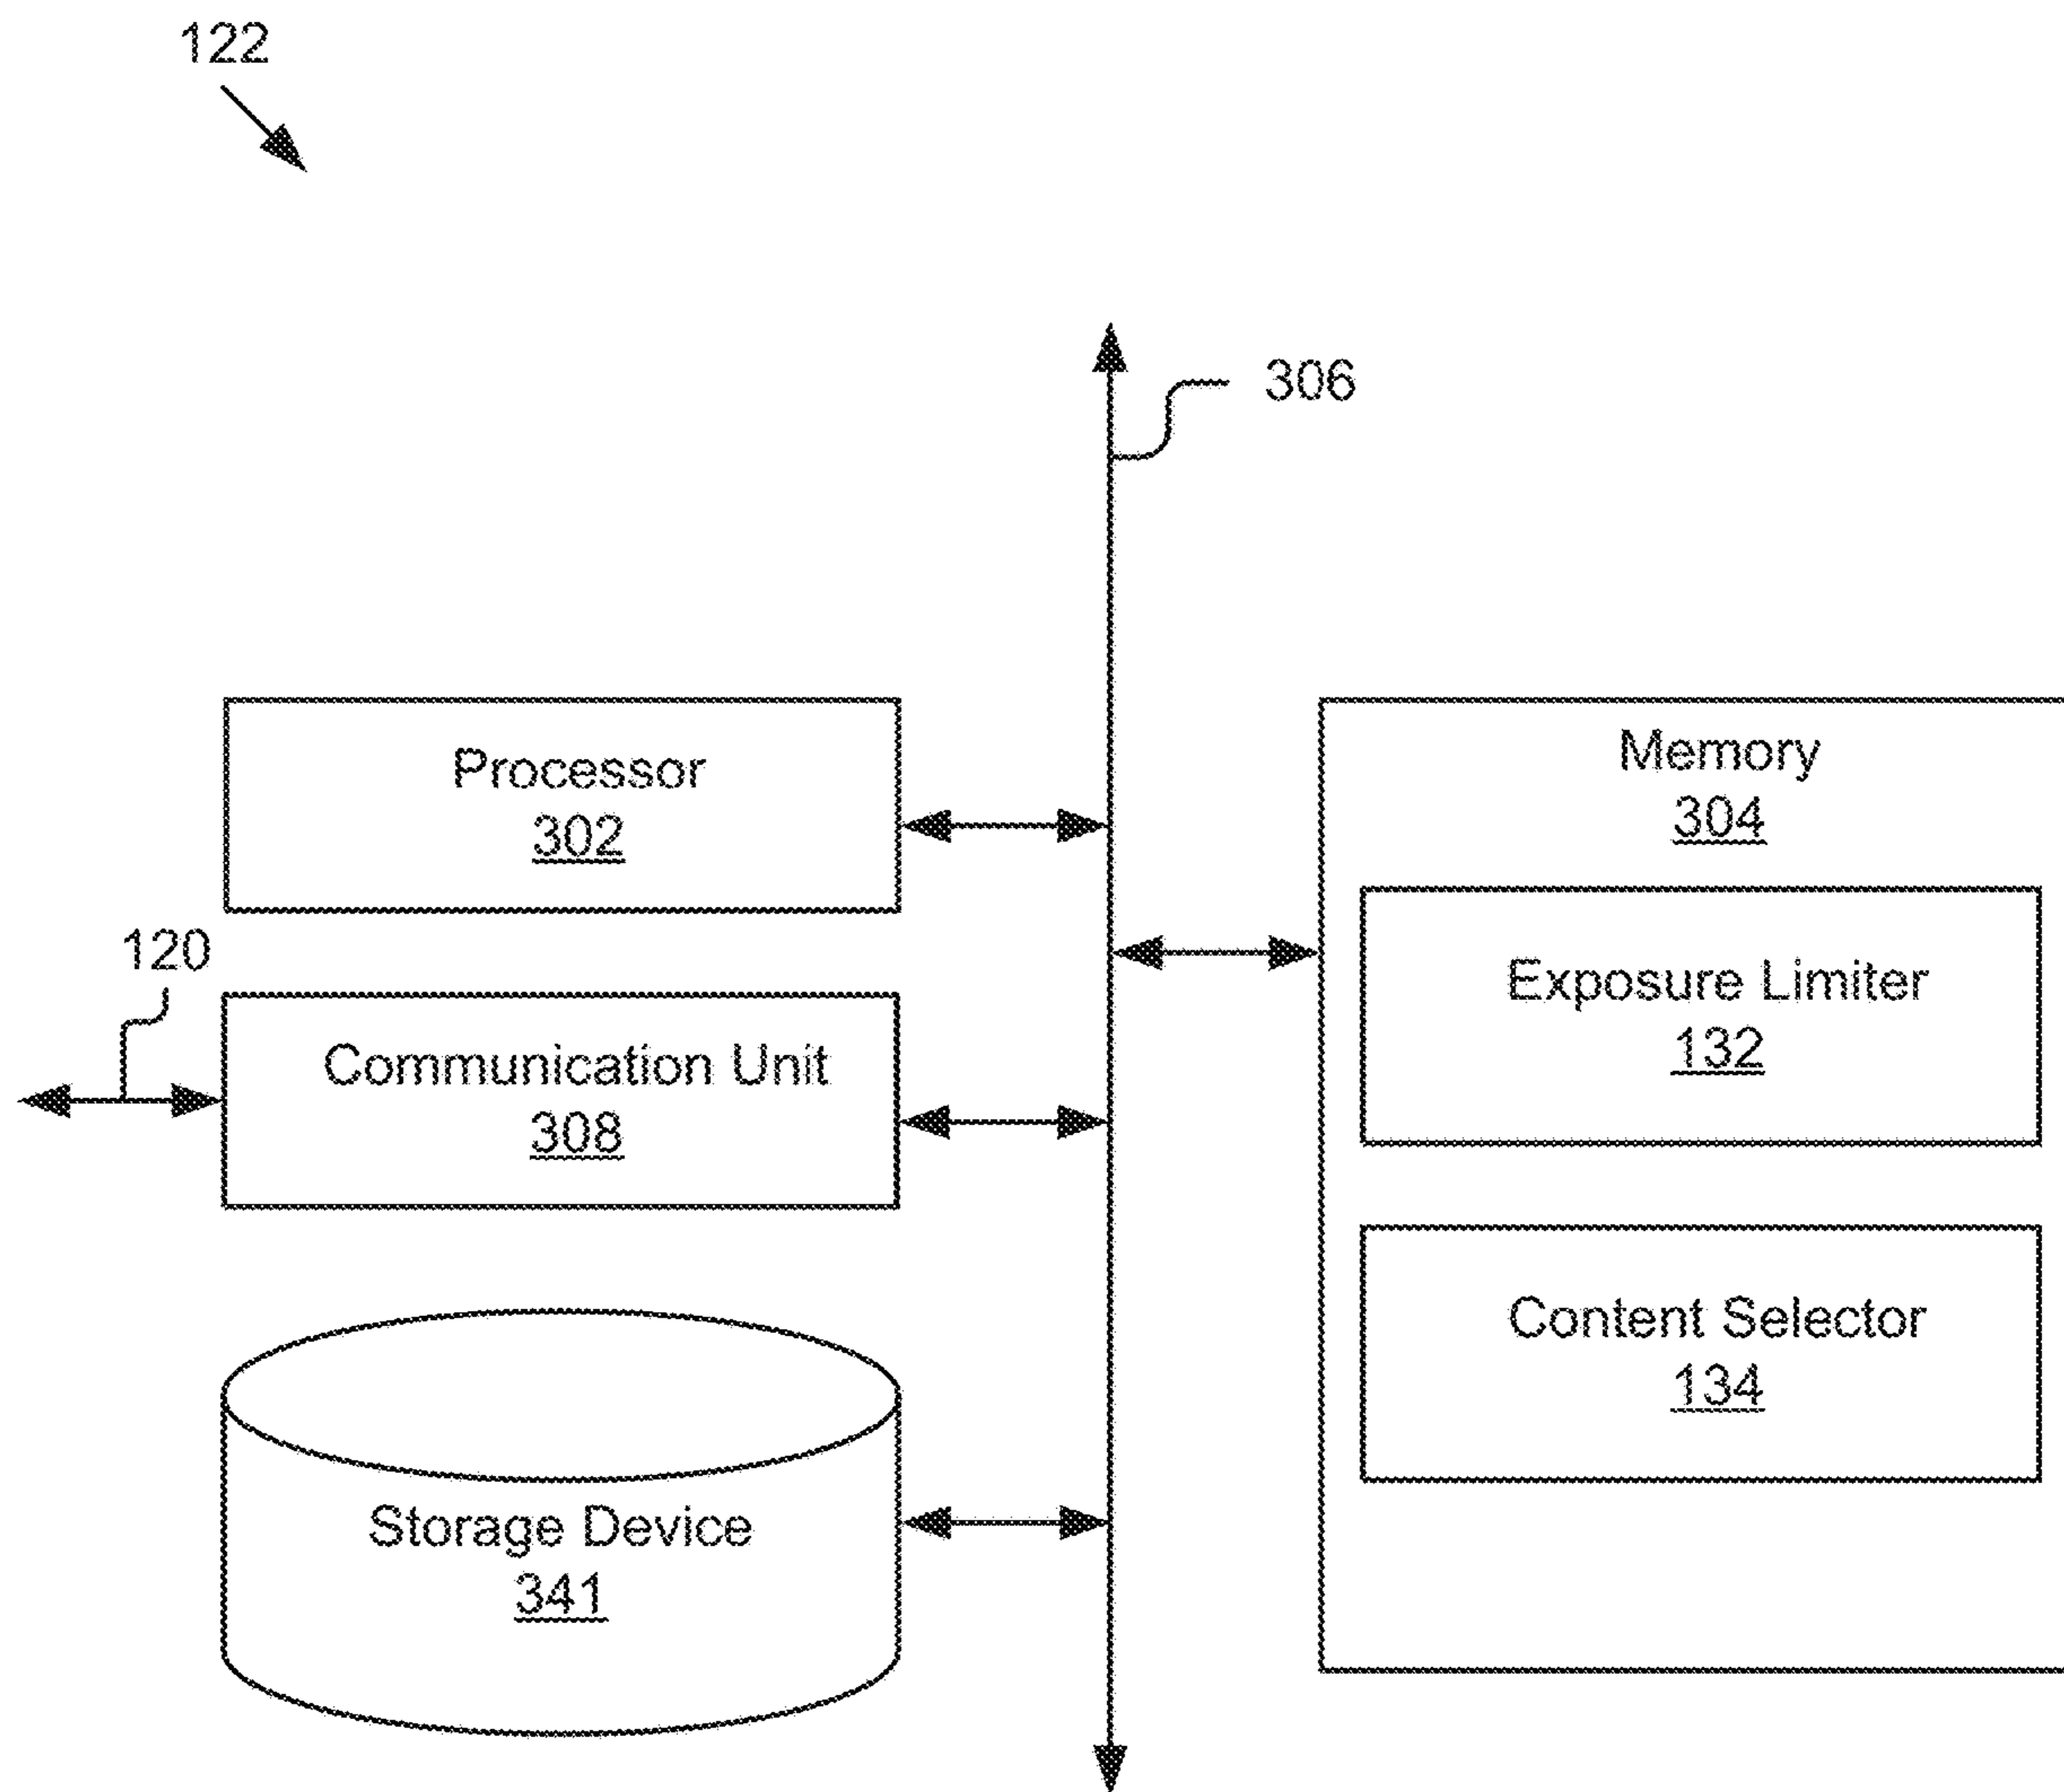 122
306
Processor
302
Memory
304
120
Exposure Limiter
132
Communication Unit
308
Content Selector
134
Storage Device
341